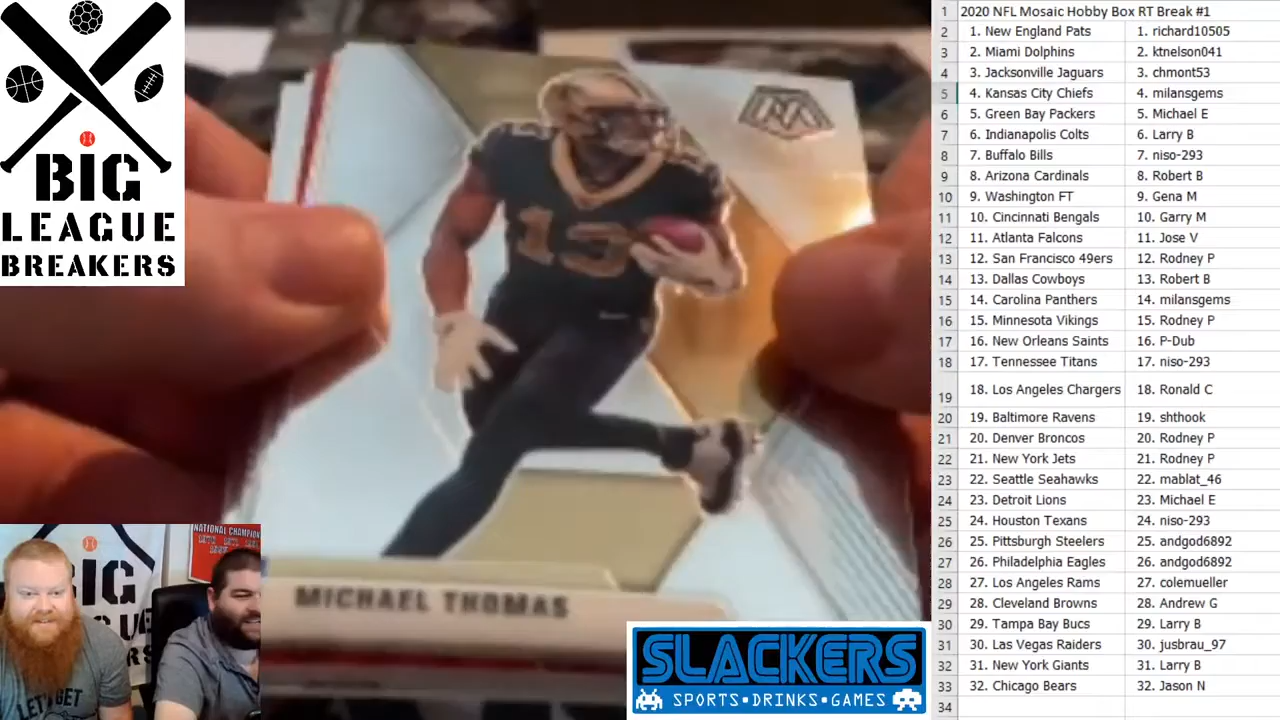 BIG
LEAGUE
BREAKERS
13
MICHAEL THOMAS
NATIONAL CHAMPION
BIG
LET'S GET
SLACKERS
SPORTS•DRINKS•GAMES
1 2020 NFL Mosaic Hobby Box RT Break #1
2 1. New England Pats 1. richard10505
3 2. Miami Dolphins 2. ktnelson041
4 3. Jacksonville Jaguars 3. chmont53
5 4. Kansas City Chiefs 4. milansgems
6 5. Green Bay Packers 5. Michael E
7 6. Indianapolis Colts 6. Larry B
8 7. Buffalo Bills 7. niso-293
9 8. Arizona Cardinals 8. Robert B
10 9. Washington FT 9. Gena M
11 10. Cincinnati Bengals 10. Garry M
12 11. Atlanta Falcons 11. Jose V
13 12. San Francisco 49ers 12. Rodney P
14 13. Dallas Cowboys 13. Robert B
15 14. Carolina Panthers 14. milansgems
16 15. Minnesota Vikings 15. Rodney P
17 16. New Orleans Saints 16. P-Dub
18 17. Tennessee Titans 17. niso-293
19 18. Los Angeles Chargers 18. Ronald C
20 19. Baltimore Ravens 19. shthook
21 20. Denver Broncos 20. Rodney P
22 21. New York Jets 21. Rodney P
23 22. Seattle Seahawks 22. mablat_46
24 23. Detroit Lions 23. Michael E
25 24. Houston Texans 24. niso-293
26 25. Pittsburgh Steelers 25. andgod6892
27 26. Philadelphia Eagles 26. andgod6892
28 27. Los Angeles Rams 27. colemueller
29 28. Cleveland Browns 28. Andrew G
30 29. Tampa Bay Bucs 29. Larry B
31 30. Las Vegas Raiders 30. jusbrau_97
32 31. New York Giants 31. Larry B
33 32. Chicago Bears 32. Jason N
34